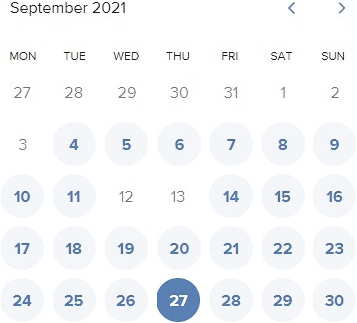 September 2021
MON TUE WED THU FRI SAT SUN
27 28 29 30 31 1 2
3 4 5 6 7 8 9
10 11 12 13 14 15 16
17 18 19 20 21 22 23
24 25 26 27 28 29 30